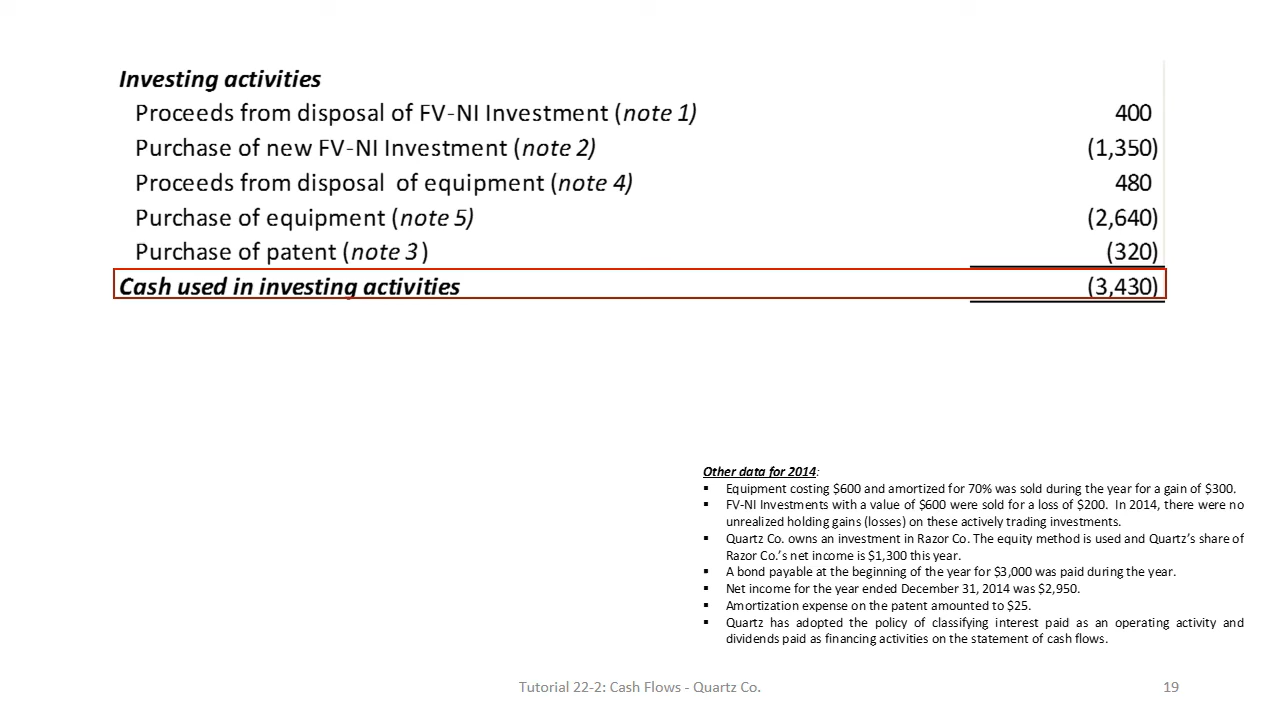 Investing activities
Proceeds from disposal of FV-NI Investment (note 1) 400
Purchase of new FV-NI Investment (note 2) (1,350)
Proceeds from disposal of equipment (note 4) 480
Purchase of equipment (note 5) (2,640)
Purchase of patent (note 3) (320)
Cash used in investing activities (3,430)
Other data for 2014:
▪ Equipment costing $600 and amortized for 70% was sold during the year for a gain of $300.
▪ FV-NI Investments with a value of $600 were sold for a loss of $200. In 2014, there were no
unrealized holding gains (losses) on these actively trading investments.
▪ Quartz Co. owns an investment in Razor Co. The equity method is used and Quartz's share of
Razor Co.'s net income is $1,300 this year.
▪ A bond payable at the beginning of the year for $3,000 was paid during the year.
▪ Net income for the year ended December 31, 2014 was $2,950.
▪ Amortization expense on the patent amounted to $25.
▪ Quartz has adopted the policy of classifying interest paid as an operating activity and
dividends paid as financing activities on the statement of cash flows.
Tutorial 22-2: Cash Flows - Quartz Co. 19